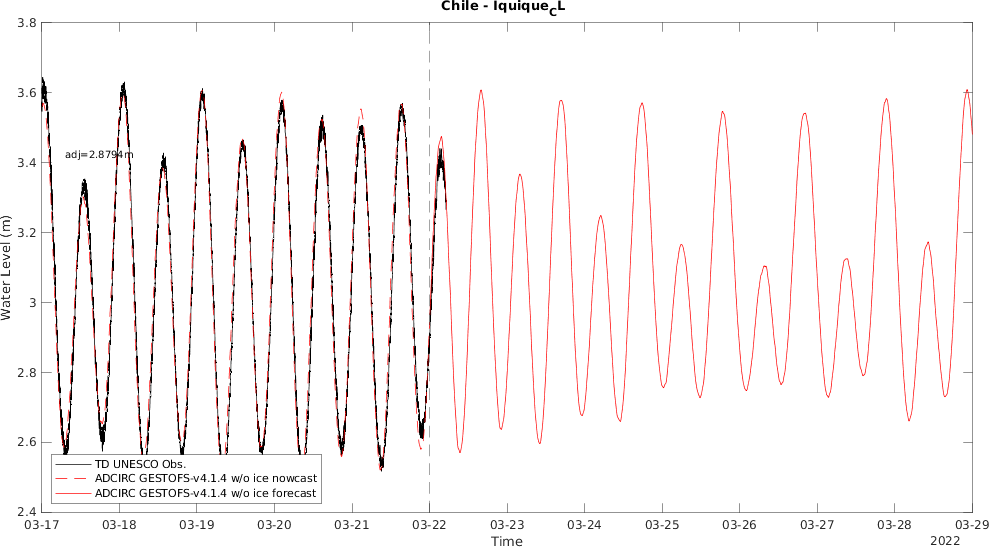 Chile - Iquique_CL
3.8
3.6
3.4
3.2
3
2.8
2.6
2.4
Water Level (m)
adj=2.8794m
TD UNESCO Obs.
ADCIRC GESTOFS-v4.1.4 w/o ice nowcast
ADCIRC GESTOFS-v4.1.4 w/o ice forecast
03-17 03-18 03-19 03-20 03-21 03-22 03-23 03-24 03-25 03-26 03-27 03-28 03-29
Time
2022